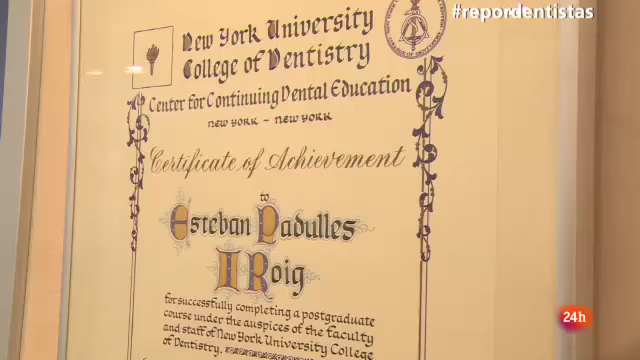 #repordentistas
New York University
College of Dentistry
Center for Continuing Dental Education
NEW YORK - NEW YORK
Certificate of Achievement
to
Esteban Padulles
I Roig
for successfully completing a postgraduate
course under the auspices of the faculty
and staff of New York University College
of Dentistry.
24h